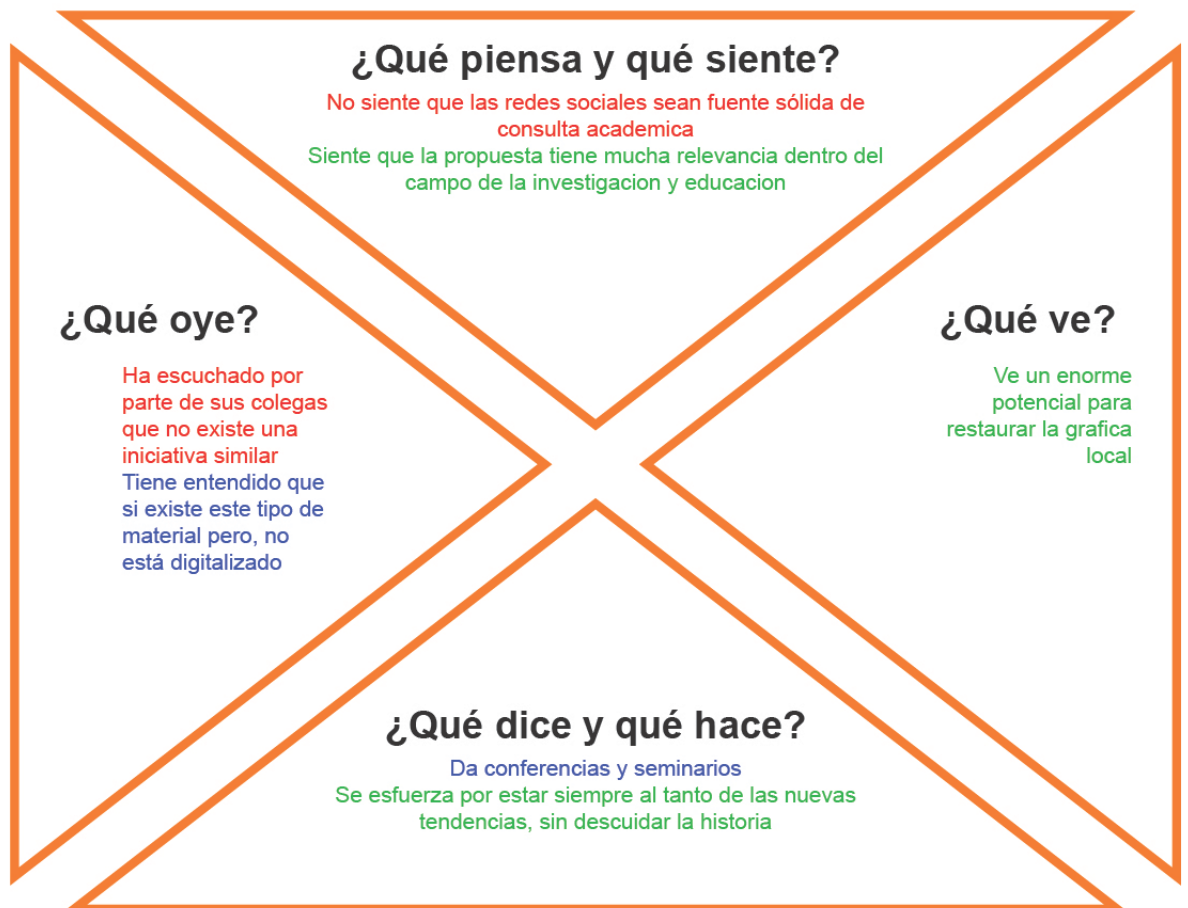 ¿Qué piensa y qué siente?
No siente que las redes sociales sean fuente sólida de
consulta academica
Siente que la propuesta tiene mucha relevancia dentro del
campo de la investigacion y educacion
¿Qué oye?
Ha escuchado por
parte de sus colegas
que no existe una
iniciativa similar
Tiene entendido que
si existe este tipo de
material pero, no
está digitalizado
¿Qué ve?
Ve un enorme
potencial para
restaurar la grafica
local
¿Qué dice y qué hace?
Da conferencias y seminarios
Se esfuerza por estar siempre al tanto de las nuevas
tendencias, sin descuidar la historia